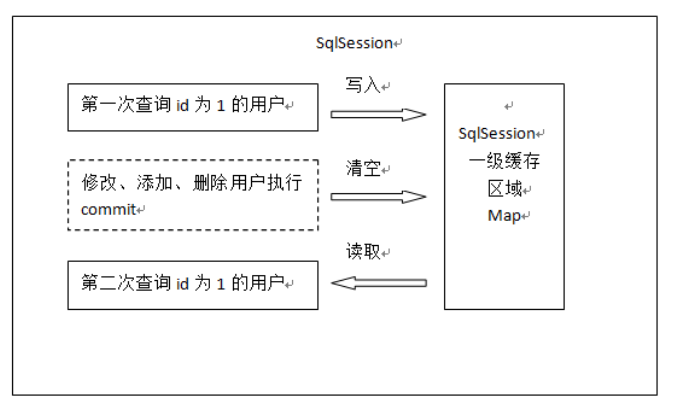 SqlSession
写入
第一次查询 id 为 1 的用户
SqlSession
一级缓存
区域
Map
清空
修改、添加、删除用户执行
commit
读取
第二次查询 id 为 1 的用户